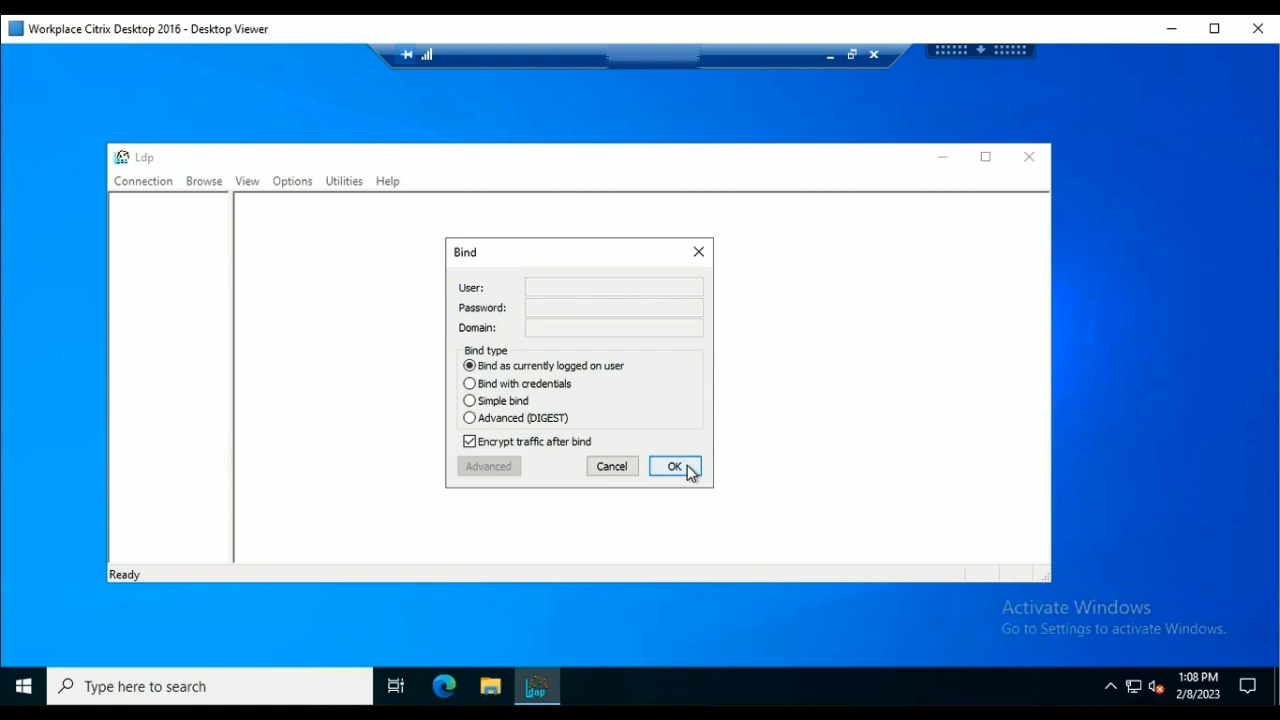 Workplace Citrix Desktop 2016 - Desktop Viewer
Ldp
Connection Browse View Options Utilities Help
Bind
User:
Password:
Domain:
Bind type
Bind as currently logged on user
Bind with credentials
Simple bind
Advanced (DIGEST)
Encrypt traffic after bind
Advanced Cancel OK
Ready
Activate Windows
Go to Settings to activate Windows.
Type here to search
ldap
1:08 PM
2/8/2023